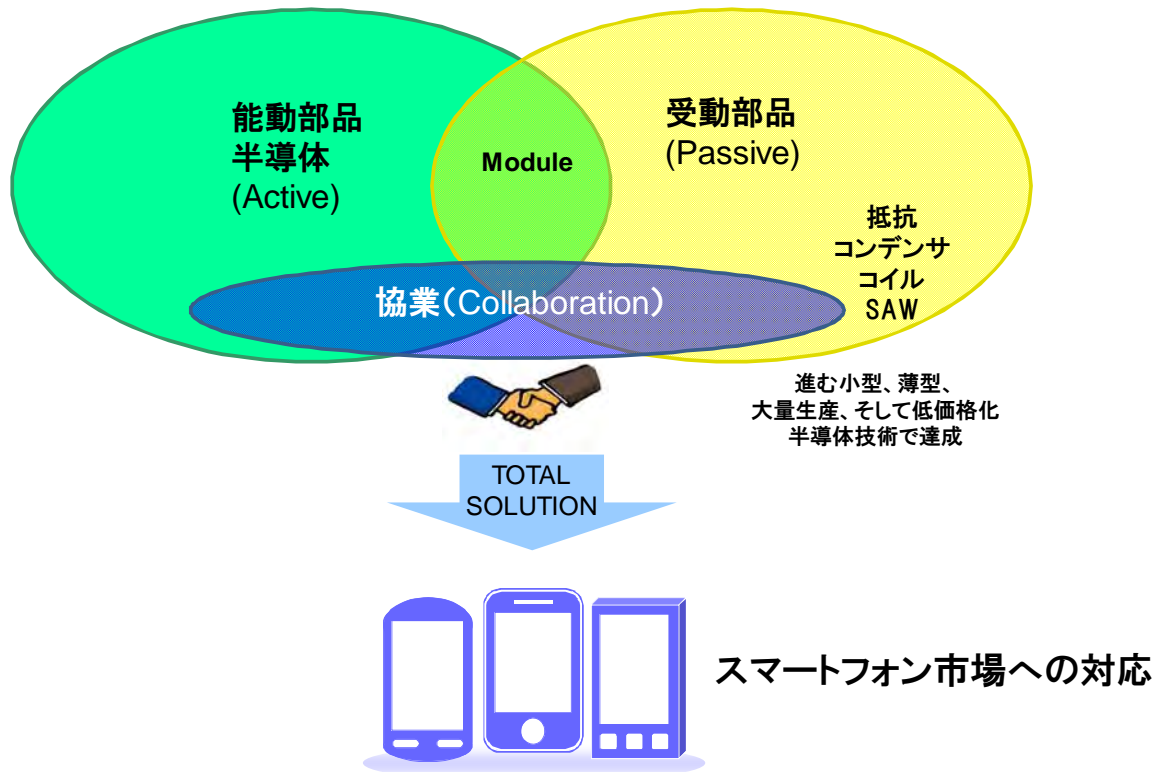 能動部品
半導体
(Active)
Module
受動部品
(Passive)
抵抗
コンデンサ
コイル
SAW
協業(Collaboration)
進む小型、薄型、
大量生産、そして低価格化
半導体技術で達成
TOTAL
SOLUTION
スマートフォン市場への対応